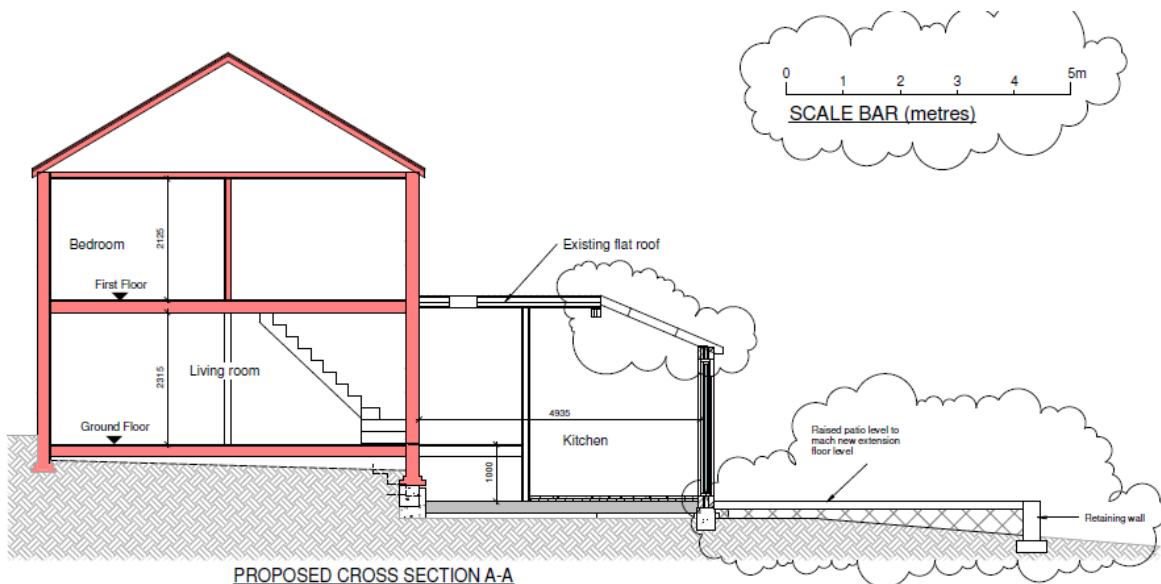 0 1 2 3 4 5m
SCALE BAR (metres)
Bedroom
2125
Existing flat roof
First Floor
2315
Living room
4935
Ground Floor
Kitchen
1000
Raised patio level to
mach new extension
floor level
Retaining wall
PROPOSED CROSS SECTION A-A